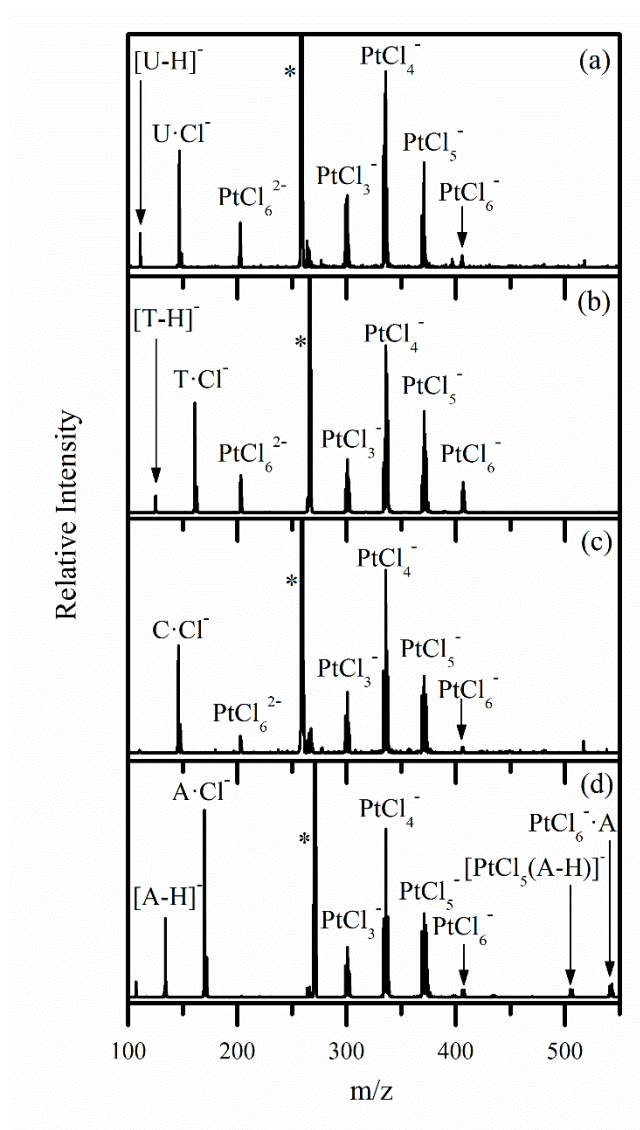 (a)
[U-H]⁻
*
PtCl₄⁻
U·Cl⁻
PtCl₅⁻
PtCl₃⁻
PtCl₆²⁻
PtCl₆⁻
(b)
[T-H]⁻
*
PtCl₄⁻
T·Cl⁻
PtCl₅⁻
PtCl₆²⁻
PtCl₃⁻
PtCl₆⁻
(c)
PtCl₄⁻
*
C·Cl⁻
PtCl₅⁻
PtCl₃⁻
PtCl₆⁻
PtCl₆²⁻
(d)
A·Cl⁻
PtCl₄⁻
PtCl₆⁻·A
*
[PtCl₅(A-H)]⁻
[A-H]⁻
PtCl₅⁻
PtCl₃⁻
PtCl₆⁻
Relative Intensity
100 200 300 400 500
m/z